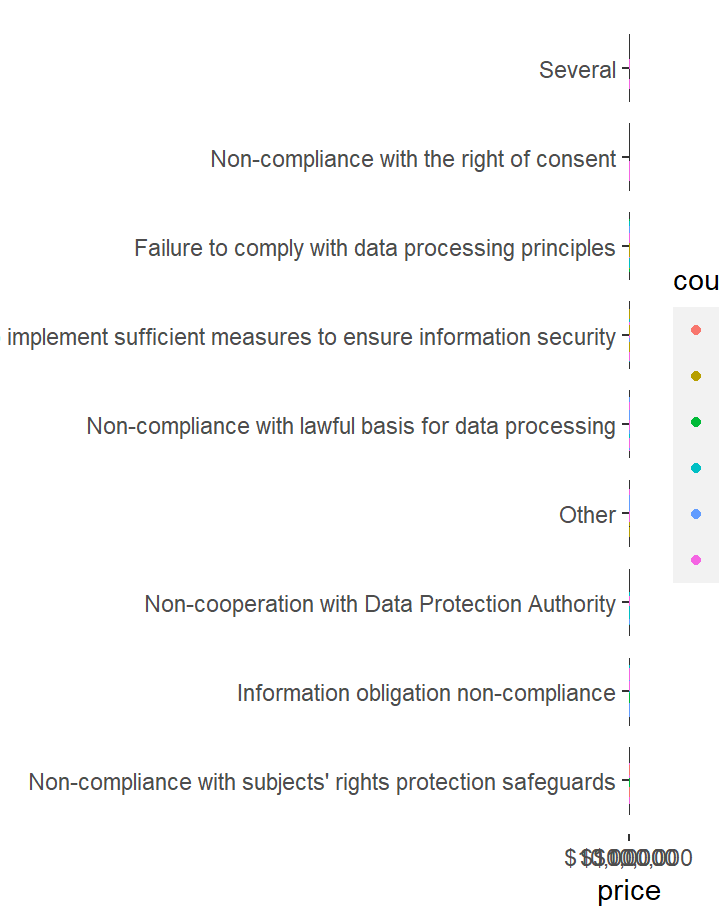 Several
Non-compliance with the right of consent
Failure to comply with data processing principles
cou
implement sufficient measures to ensure information security
Non-compliance with lawful basis for data processing
Other
Non-cooperation with Data Protection Authority
Information obligation non-compliance
Non-compliance with subjects' rights protection safeguards
price